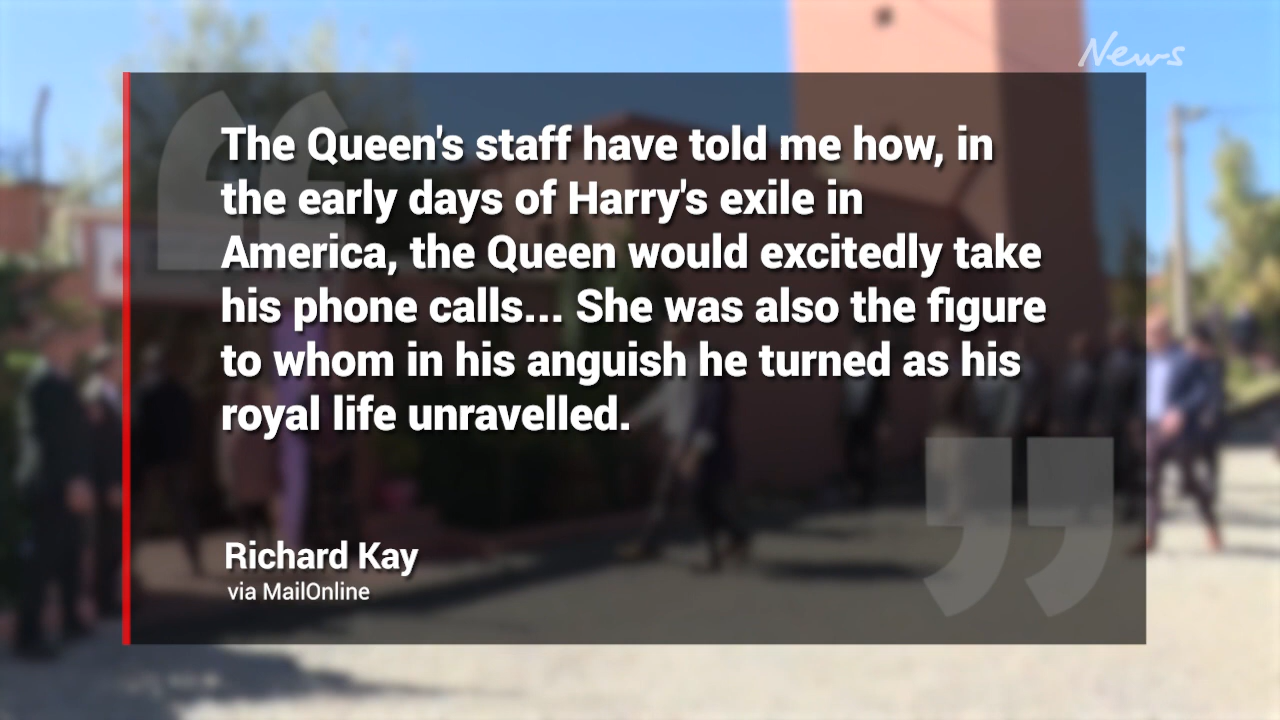 News
The Queen's staff have told me how, in
the early days of Harry's exile in
America, the Queen would excitedly take
his phone calls... She was also the figure
to whom in his anguish he turned as his
royal life unravelled.
Richard Kay
via MailOnline